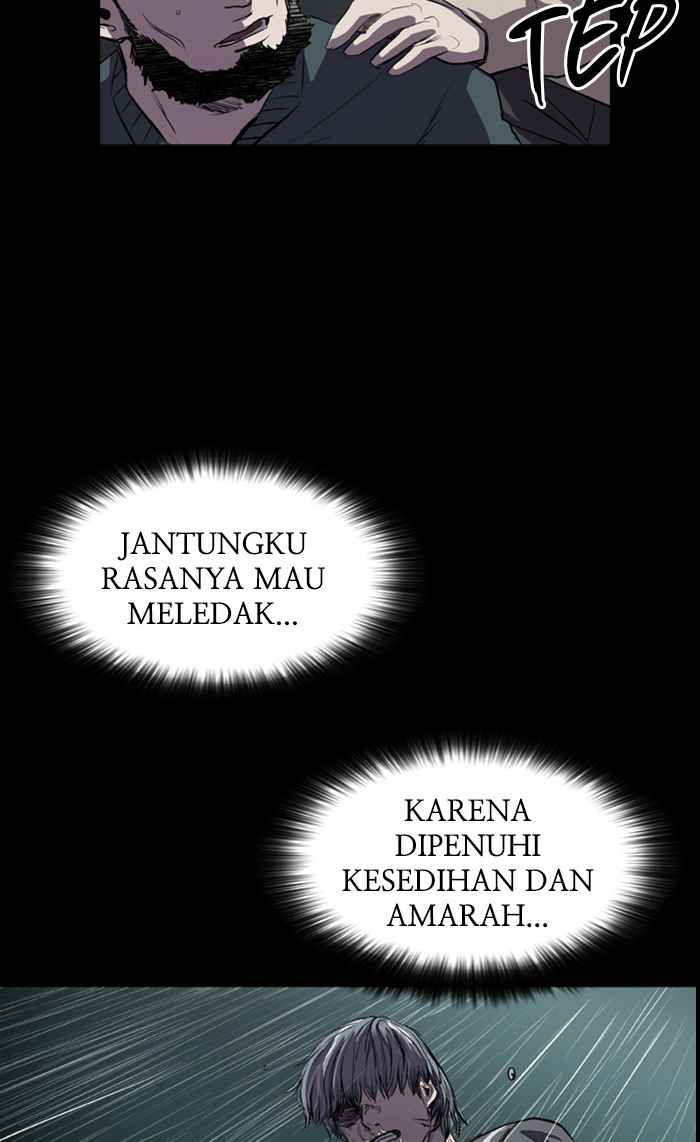 TEP
JANTUNGKU
RASANYA MAU
MELEDAK...
KARENA
DIPENUHI
KESEDIHAN DAN
AMARAH...